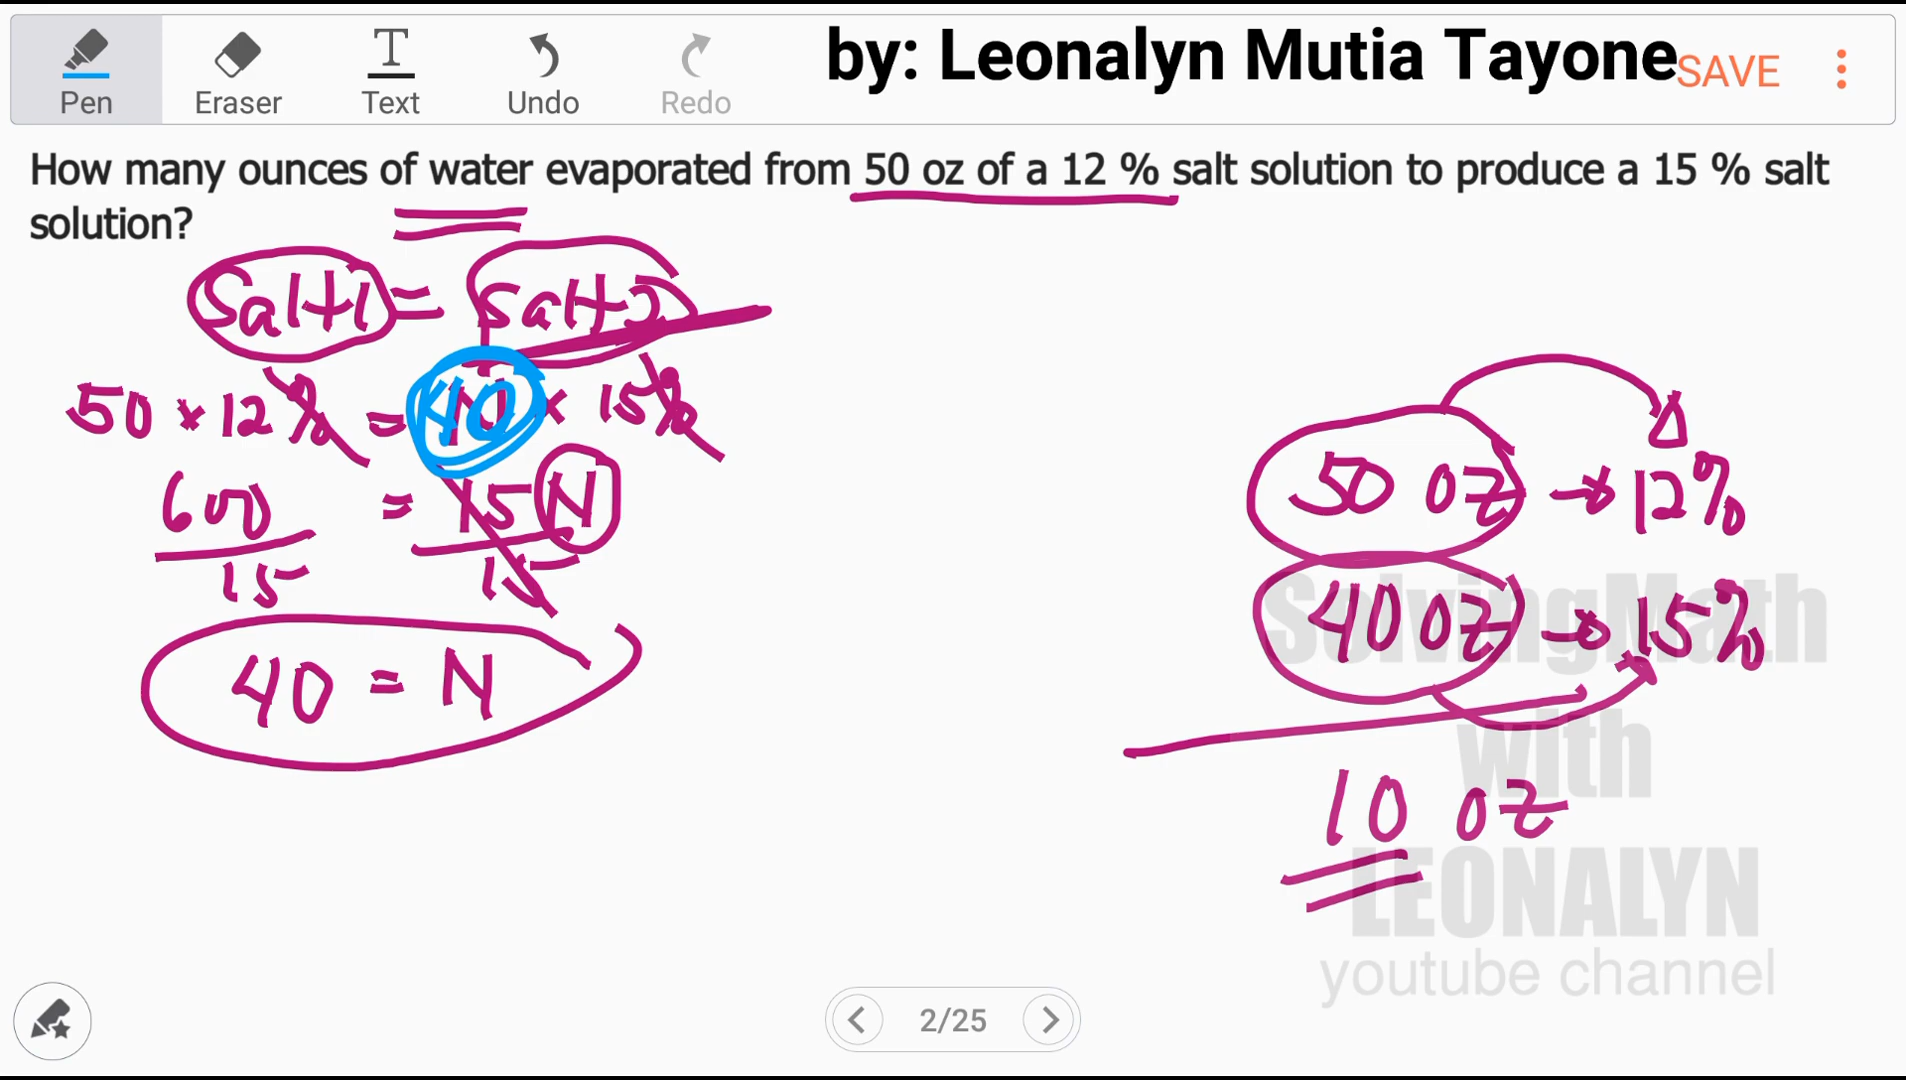 by: Leonalyn Mutia Tayone
Pen Eraser Text Undo Redo SAVE
How many ounces of water evaporated from 50 oz of a 12 % salt solution to produce a 15 % salt
solution?
Salt1 = Salt2
50 × 12% = 40 × 15%
600 = 15N
15 15
40 = N
50 oz → 12%
40 oz → 15%
10 oz
SolvingMath
with
LEONALYN
youtube channel
2/25